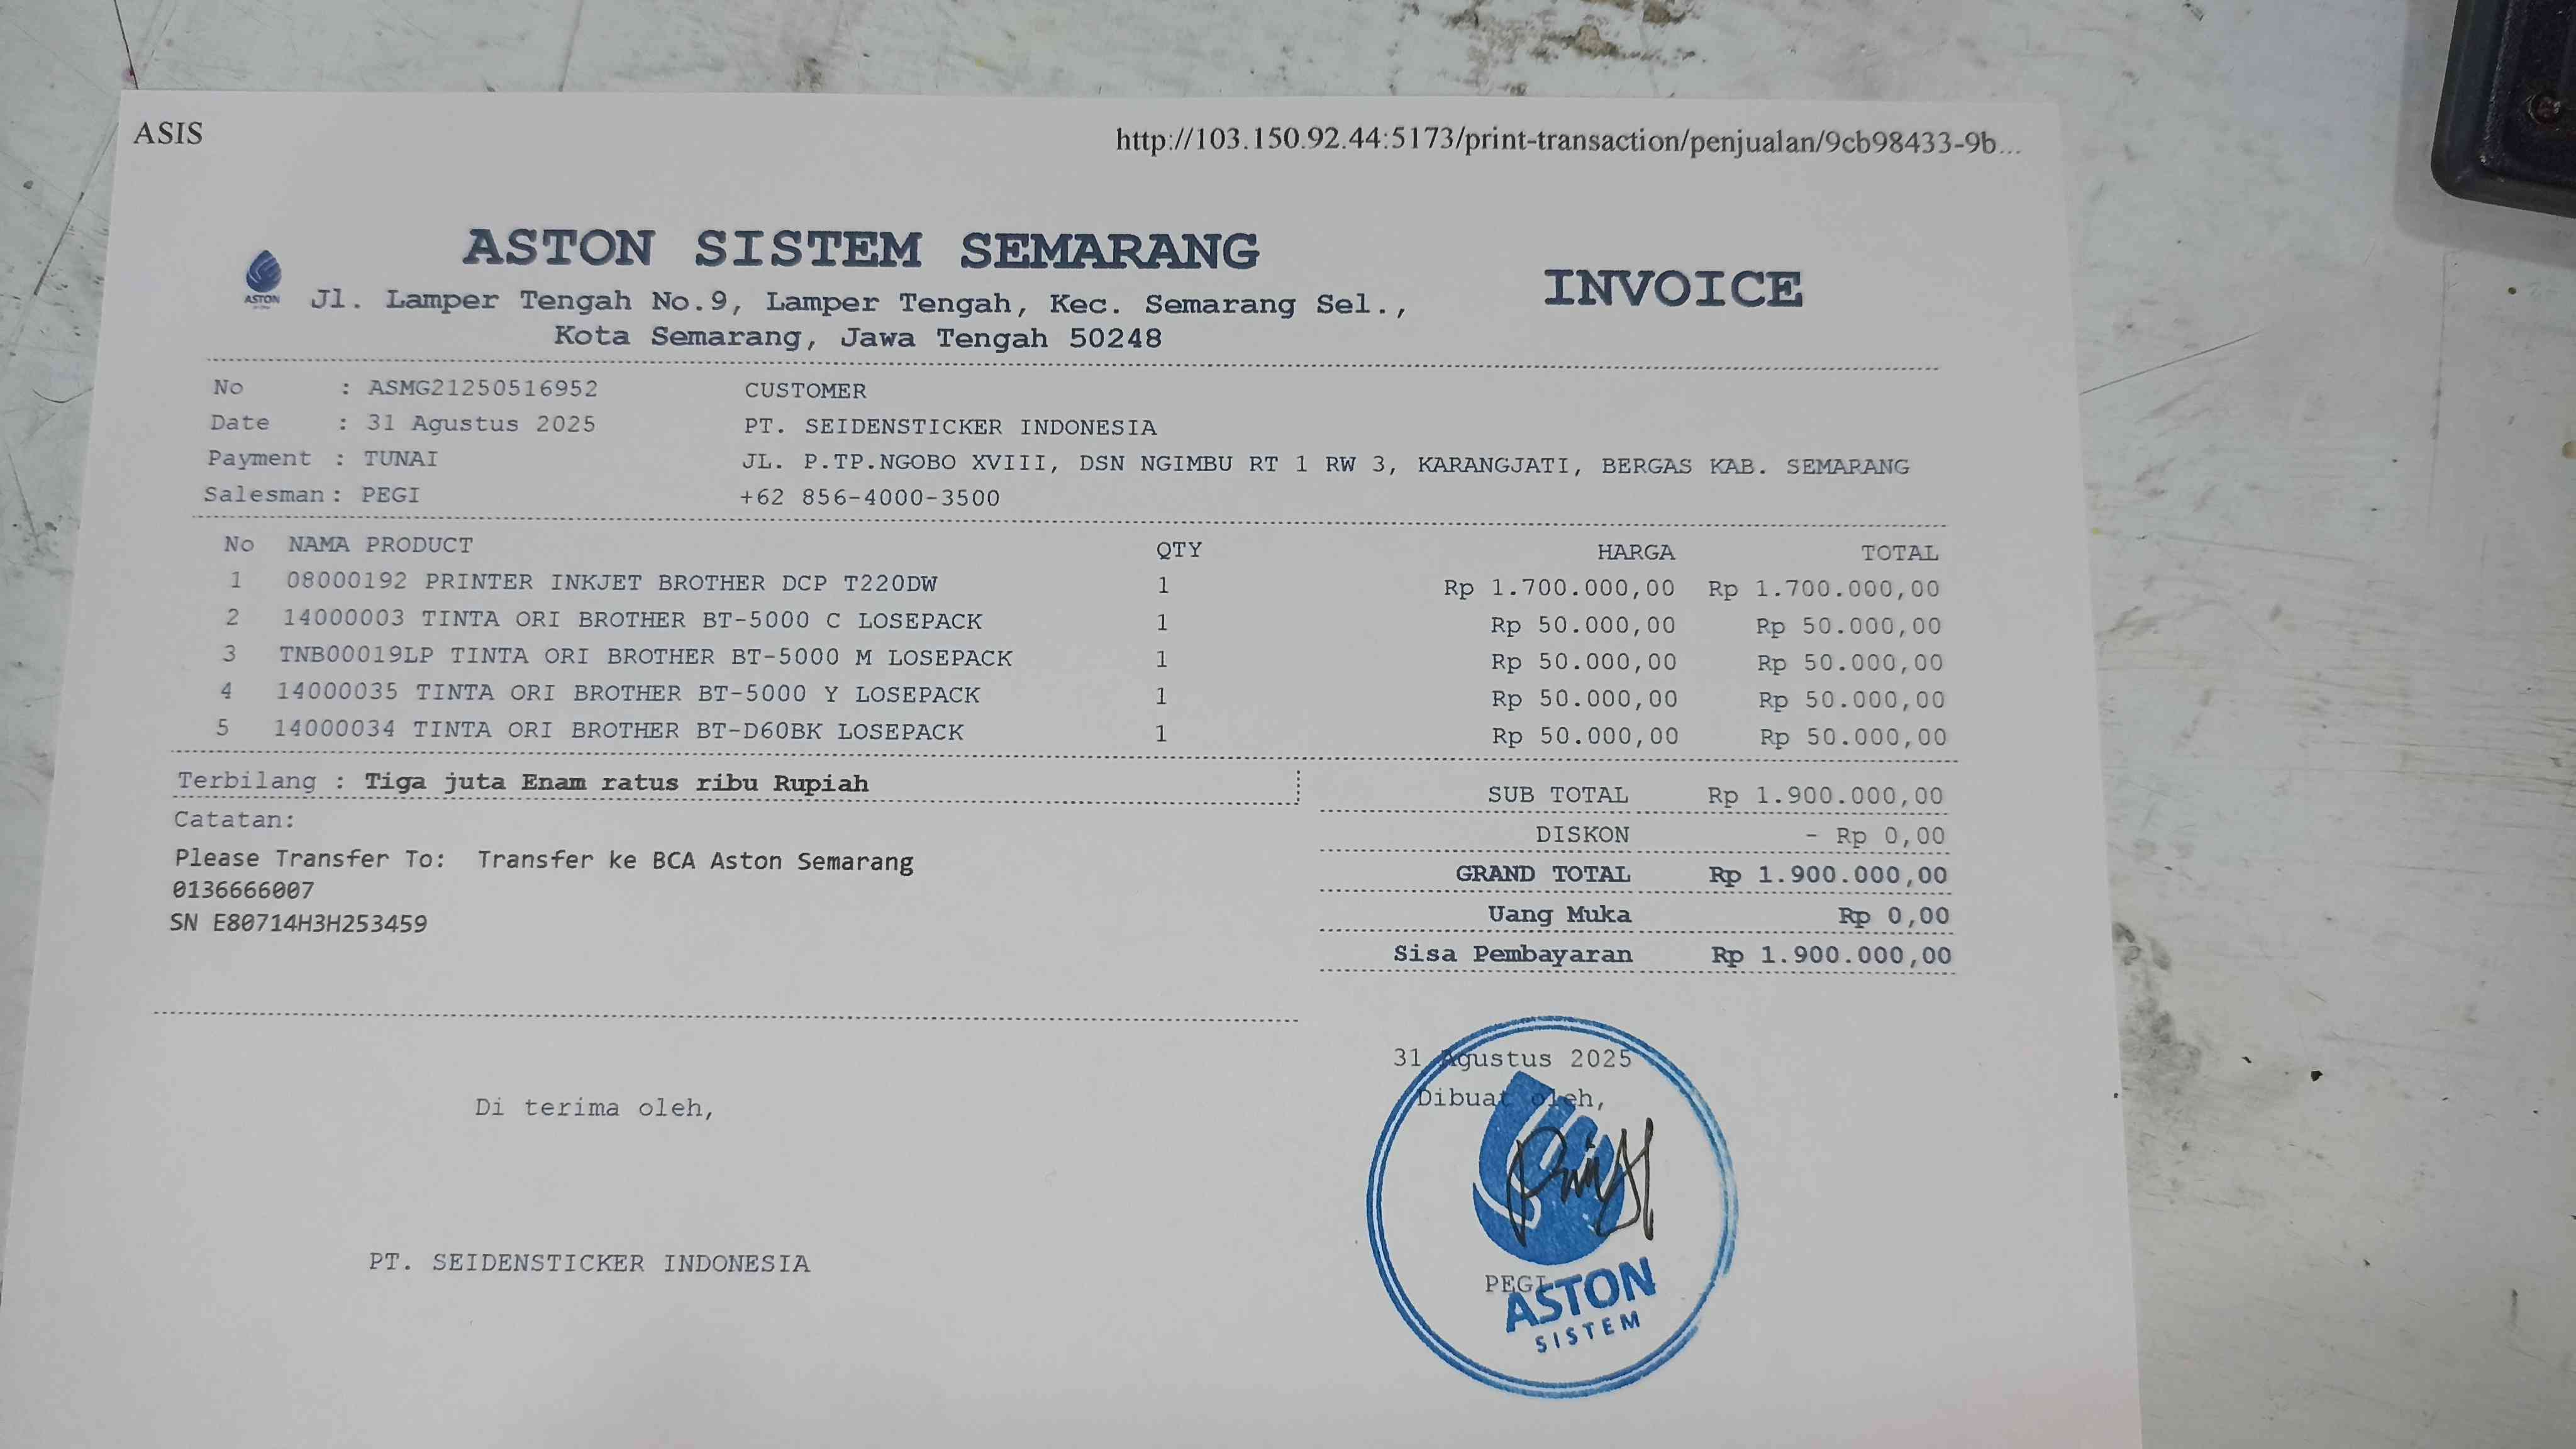 ASIS
http://103.150.92.44:5173/print-transaction/penjualan/9cb98433-9b...
ASTON SISTEM SEMARANG
INVOICE
ASTON
Jl. Lamper Tengah No.9, Lamper Tengah, Kec. Semarang Sel.,
Kota Semarang, Jawa Tengah 50248
No : ASMG21250516952
Date : 31 Agustus 2025
Payment : TUNAI
Salesman : PEGI
CUSTOMER
PT. SEIDENSTICKER INDONESIA
JL. P.TP.NGOBO XVIII, DSN NGIMBU RT 1 RW 3, KARANGJATI, BERGAS KAB. SEMARANG
+62 856-4000-3500
No NAMA PRODUCT QTY HARGA TOTAL
1 08000192 PRINTER INKJET BROTHER DCP T220DW 1 Rp 1.700.000,00 Rp 1.700.000,00
2 14000003 TINTA ORI BROTHER BT-5000 C LOSEPACK 1 Rp 50.000,00 Rp 50.000,00
3 TNB00019LP TINTA ORI BROTHER BT-5000 M LOSEPACK 1 Rp 50.000,00 Rp 50.000,00
4 14000035 TINTA ORI BROTHER BT-5000 Y LOSEPACK 1 Rp 50.000,00 Rp 50.000,00
5 14000034 TINTA ORI BROTHER BT-D60BK LOSEPACK 1 Rp 50.000,00 Rp 50.000,00
Terbilang : Tiga juta Enam ratus ribu Rupiah
Catatan:
Please Transfer To: Transfer ke BCA Aston Semarang
0136666007
SN E80714H3H253459
SUB TOTAL Rp 1.900.000,00
DISKON - Rp 0,00
GRAND TOTAL Rp 1.900.000,00
Uang Muka Rp 0,00
Sisa Pembayaran Rp 1.900.000,00
Di terima oleh,
PT. SEIDENSTICKER INDONESIA
31 Agustus 2025
Dibuat oleh,
PEGI
ASTON
SISTEM